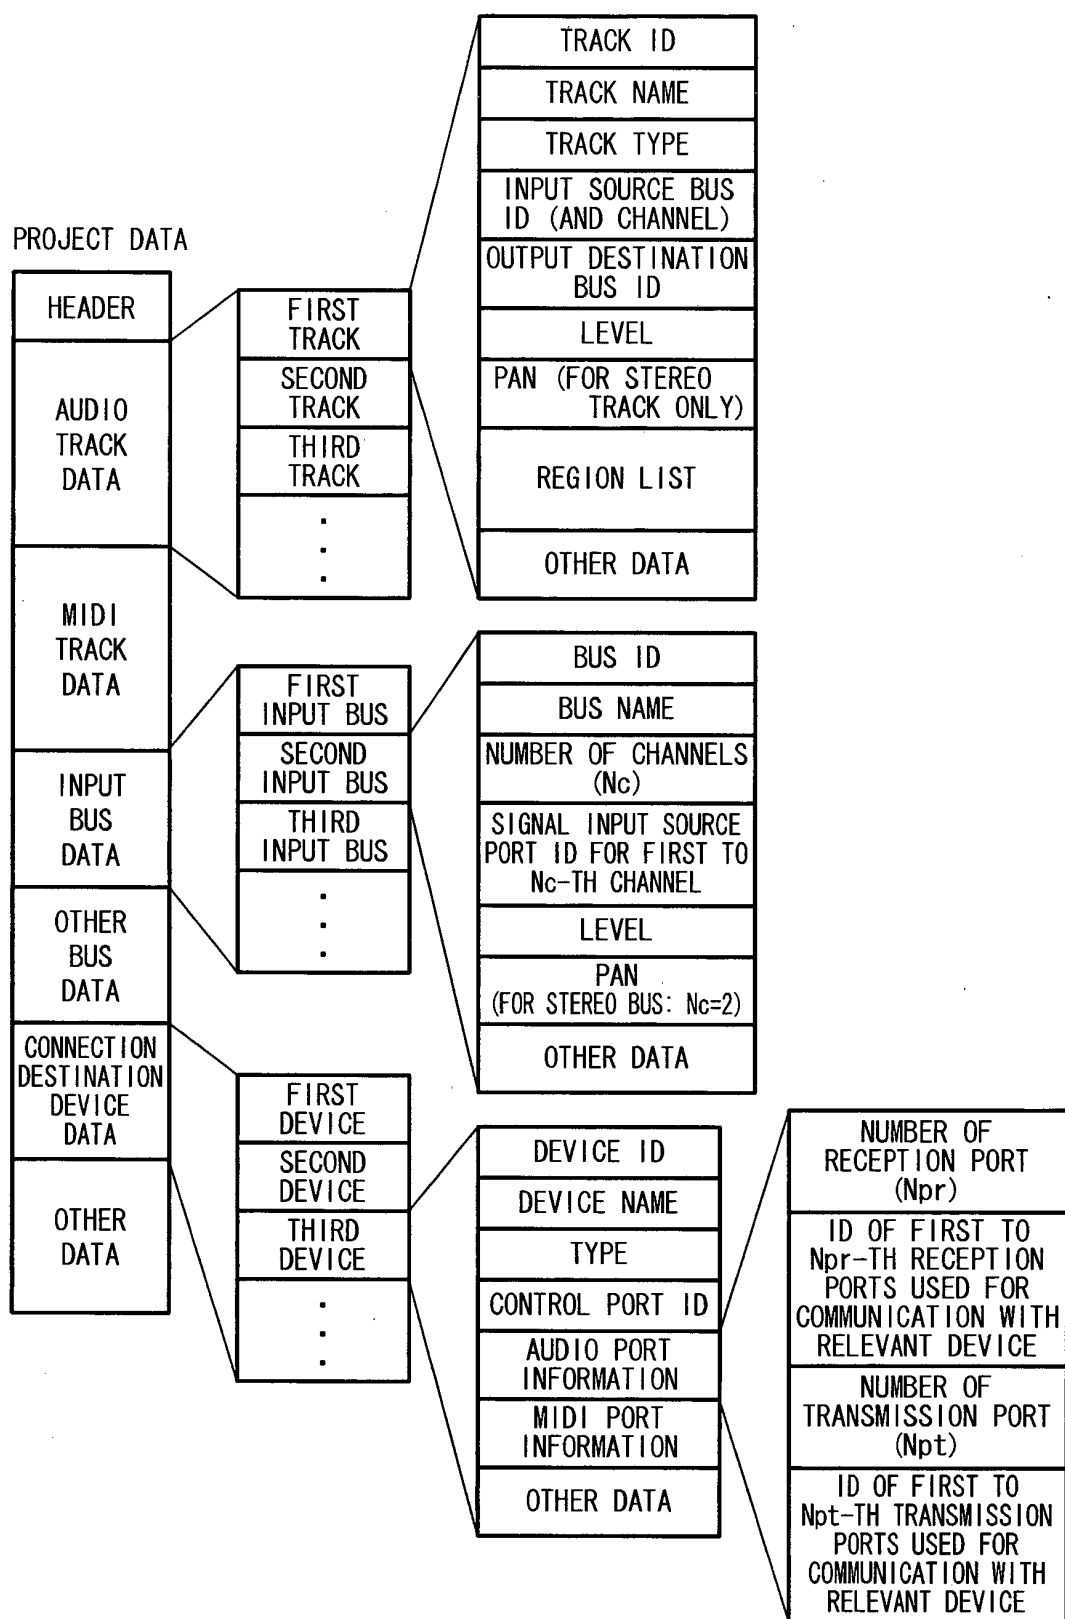 PROJECT DATA
HEADER
AUDIO
TRACK
DATA
MIDI
TRACK
DATA
INPUT
BUS
DATA
OTHER
BUS
DATA
CONNECTION
DESTINATION
DEVICE
DATA
OTHER
DATA
FIRST
TRACK
SECOND
TRACK
THIRD
TRACK
.
.
.
TRACK ID
TRACK NAME
TRACK TYPE
INPUT SOURCE BUS
ID (AND CHANNEL)
OUTPUT DESTINATION
BUS ID
LEVEL
PAN (FOR STEREO
TRACK ONLY)
REGION LIST
OTHER DATA
FIRST
INPUT BUS
SECOND
INPUT BUS
THIRD
INPUT BUS
.
.
.
BUS ID
BUS NAME
NUMBER OF CHANNELS
(Nc)
SIGNAL INPUT SOURCE
PORT ID FOR FIRST TO
Nc-TH CHANNEL
LEVEL
PAN
(FOR STEREO BUS: Nc=2)
OTHER DATA
FIRST
DEVICE
SECOND
DEVICE
THIRD
DEVICE
.
.
.
DEVICE ID
DEVICE NAME
TYPE
CONTROL PORT ID
AUDIO PORT
INFORMATION
MIDI PORT
INFORMATION
OTHER DATA
NUMBER OF
RECEPTION PORT
(Npr)
ID OF FIRST TO
Npr-TH RECEPTION
PORTS USED FOR
COMMUNICATION WITH
RELEVANT DEVICE
NUMBER OF
TRANSMISSION PORT
(Npt)
ID OF FIRST TO
Npt-TH TRANSMISSION
PORTS USED FOR
COMMUNICATION WITH
RELEVANT DEVICE